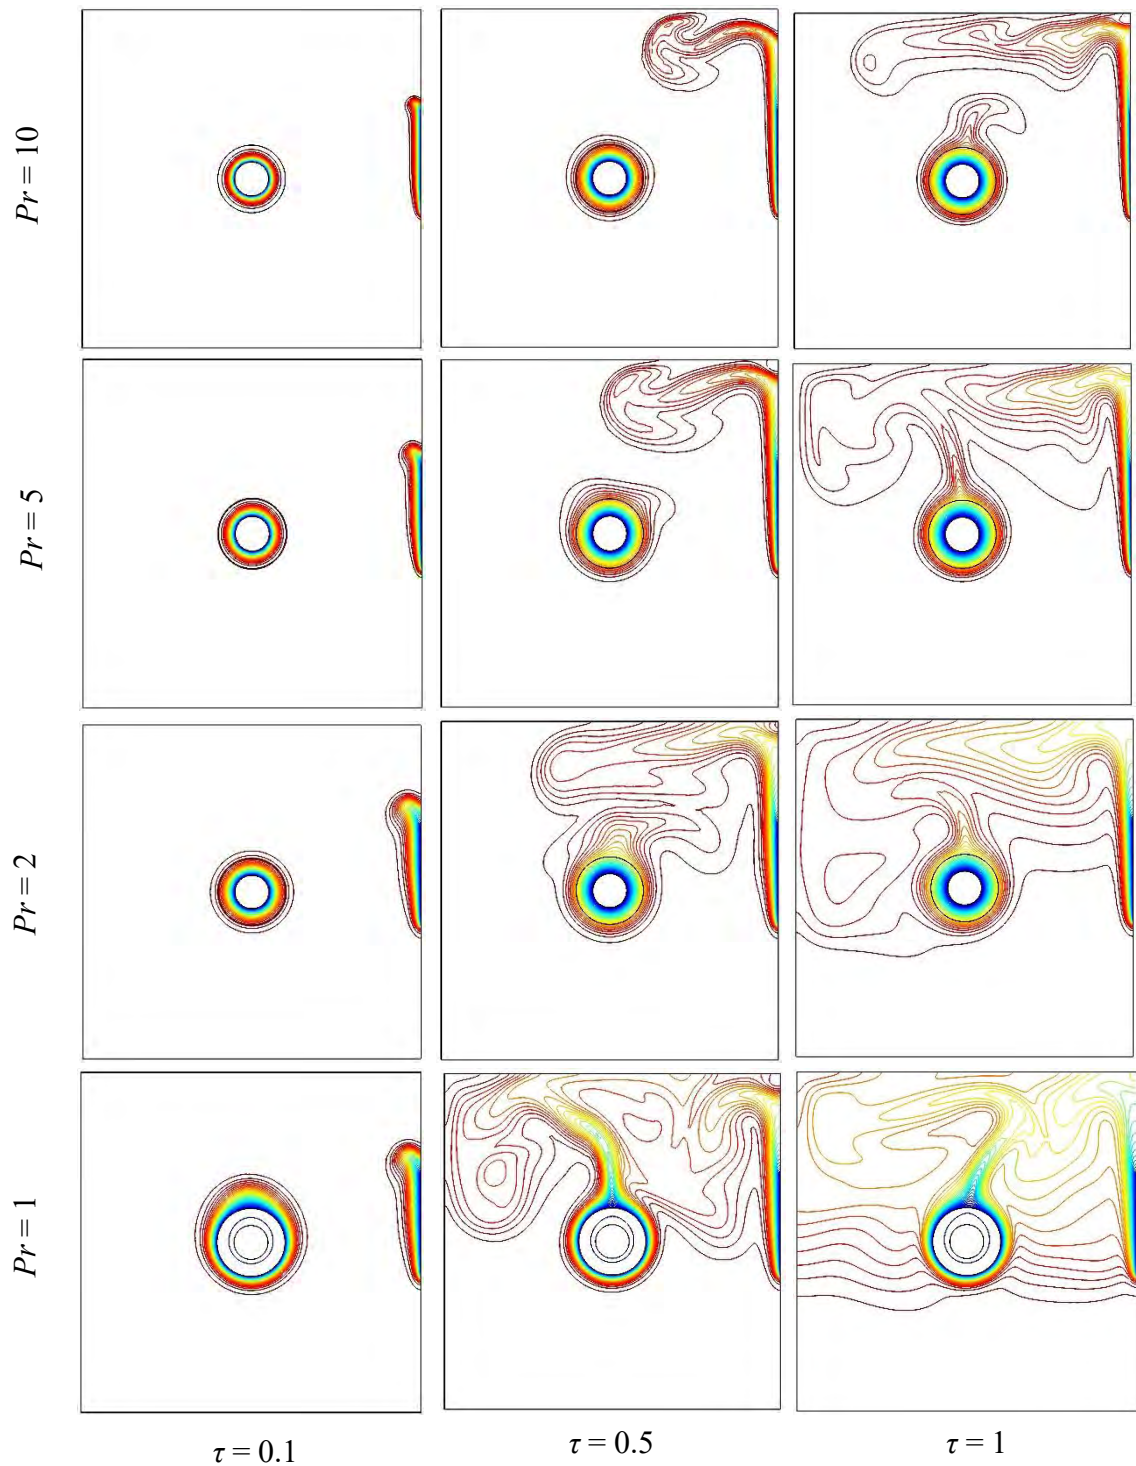 Pr = 10
Pr = 5
Pr = 2
Pr = 1
τ = 0.1
τ = 0.5
τ = 1